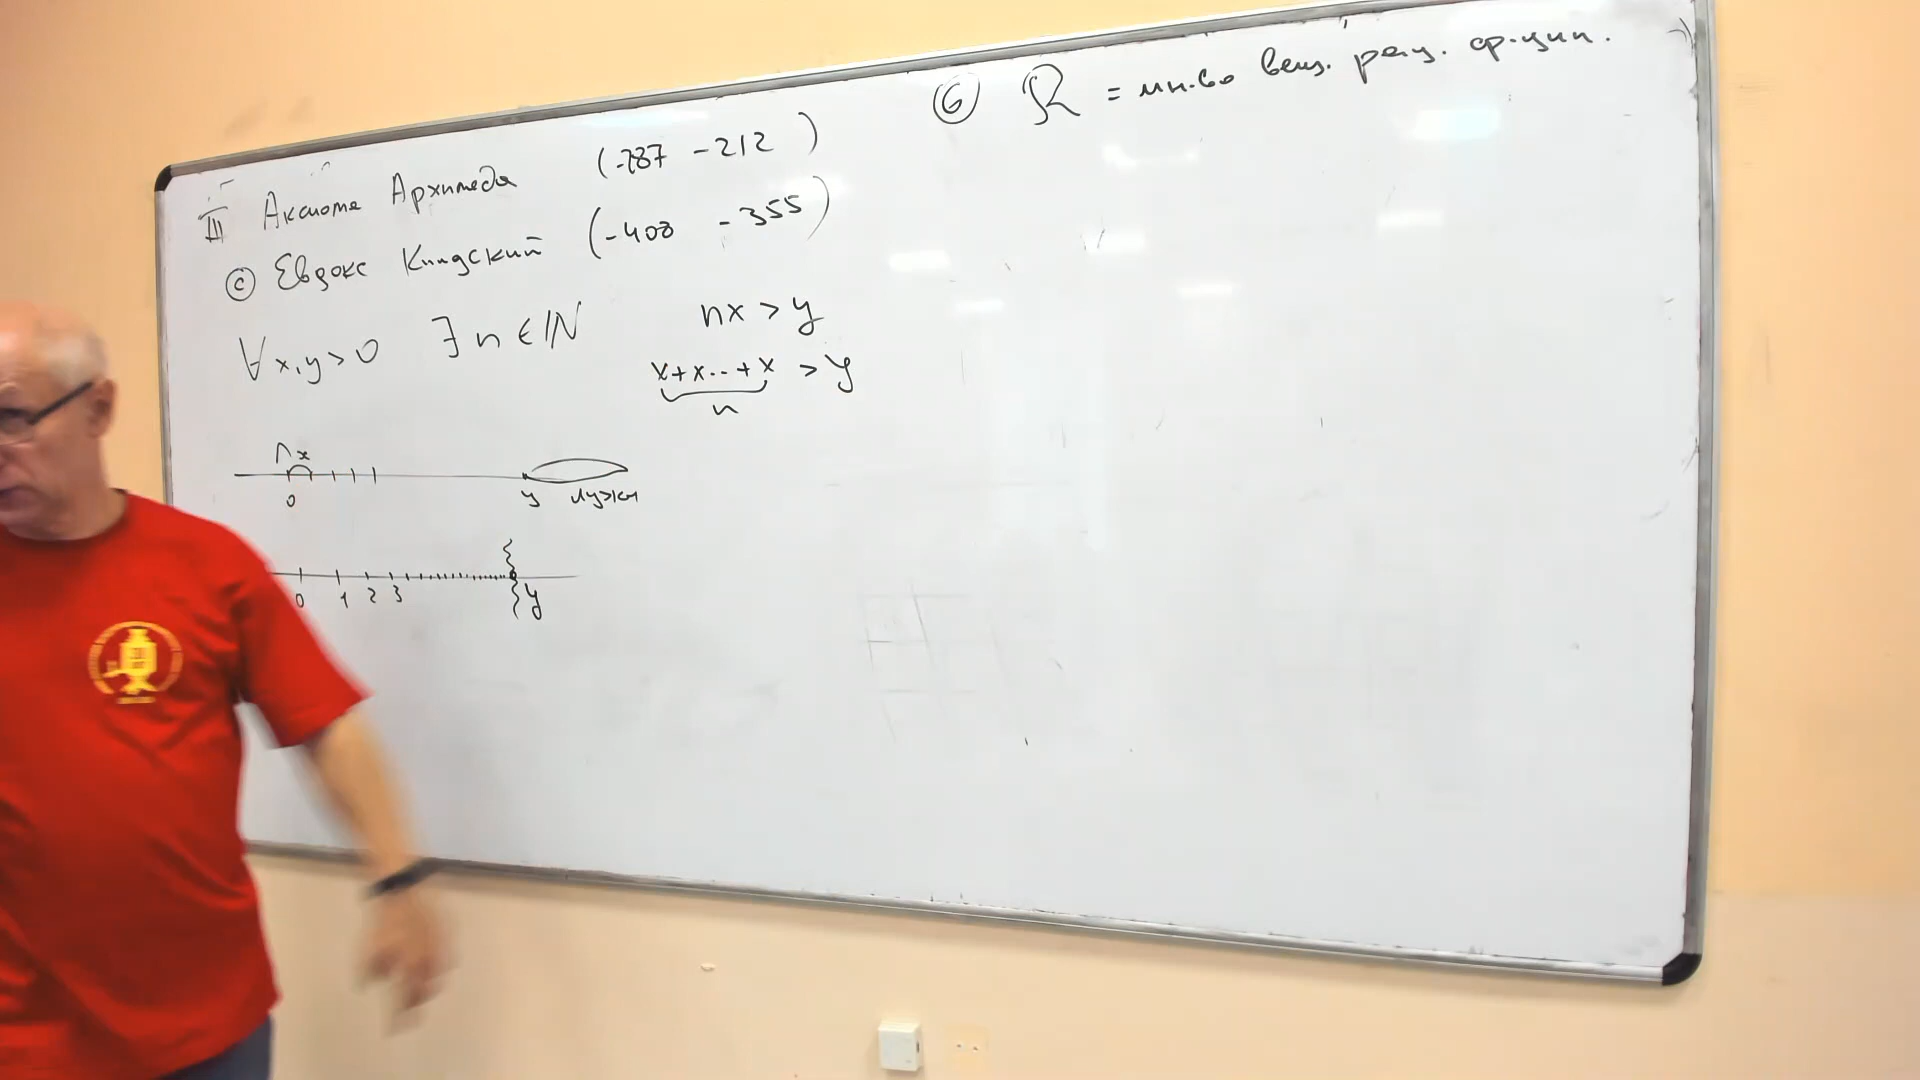 III Аксиома Архимеда (-287 -212)
© Евдокс Книдский (-408 -355)
∀x,y>0 ∃n∈ℕ nx > y
x+x...+x > y
n
x
0 y лужа
0 1 2 3 y
⑥ R = мн-во вещ. рац. ф-ций.